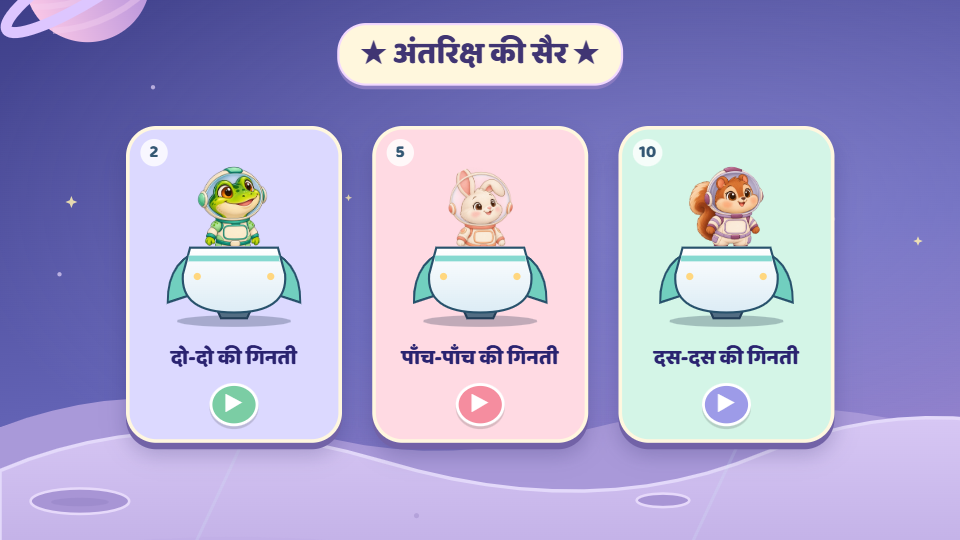 ★ अंतरिक्ष की सैर ★
2
5
10
दो-दो की गिनती
पाँच-पाँच की गिनती
दस-दस की गिनती